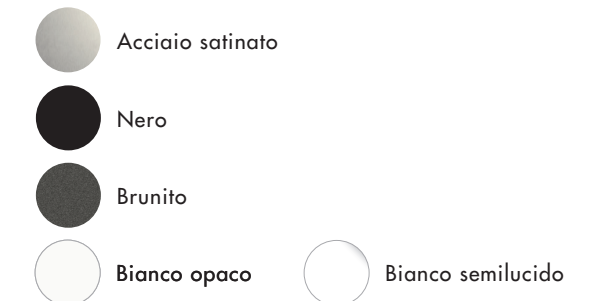 Acciaio satinato
Nero
Brunito
Bianco opaco
Bianco semilucido